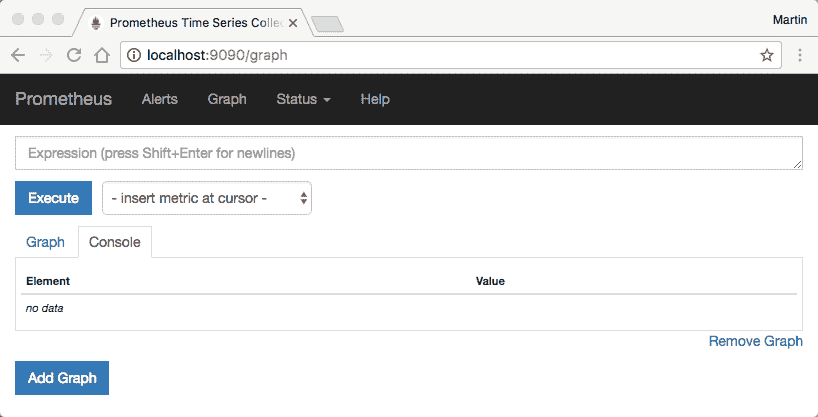 Prometheus Time Series Collec
Martin
localhost:9090/graph
Prometheus Alerts Graph Status Help
Expression (press Shift+Enter for newlines)
Execute - insert metric at cursor -
Graph Console
Element Value
no data
Remove Graph
Add Graph